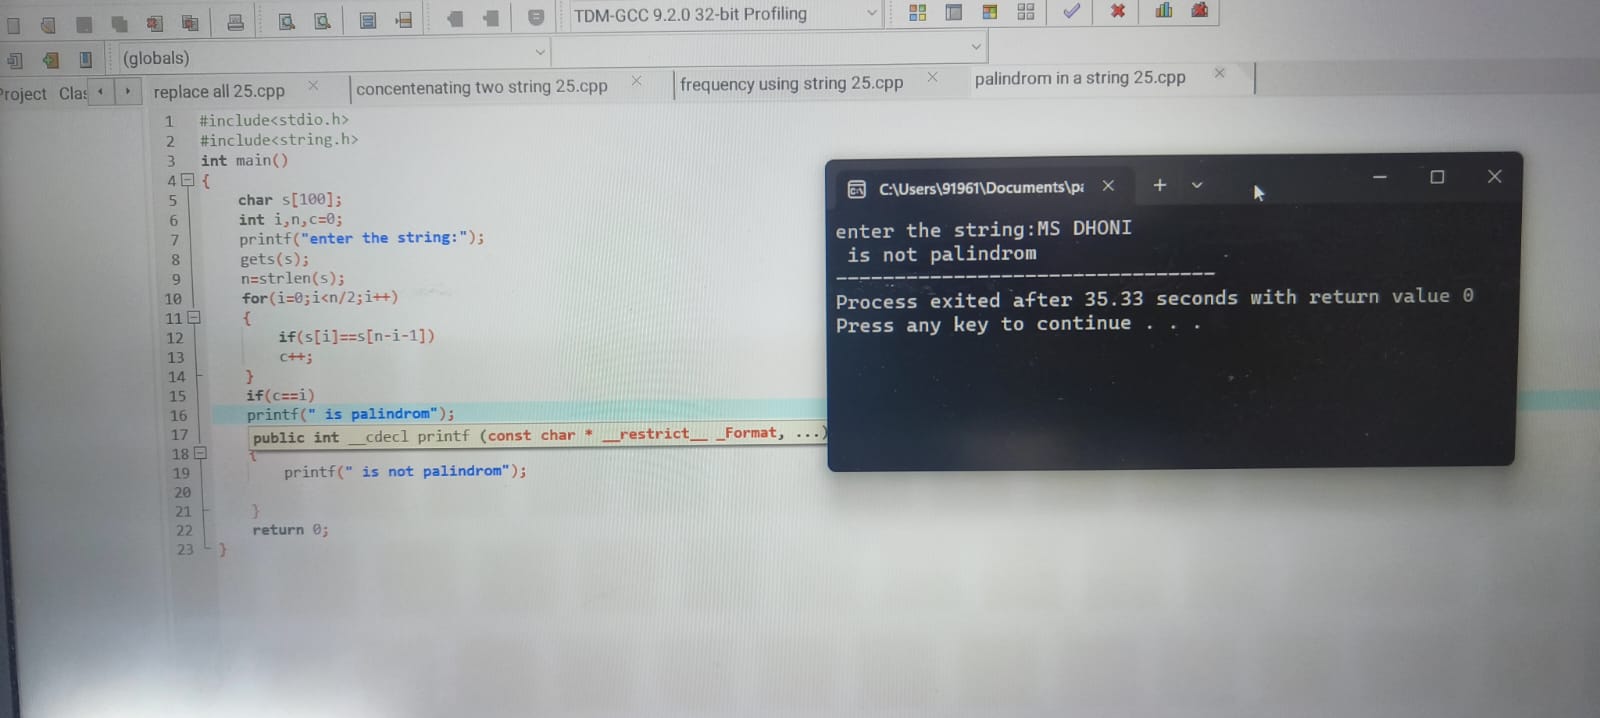 TDM-GCC 9.2.0 32-bit Profiling
(globals)
Project Clas
replace all 25.cpp
concentenating two string 25.cpp
frequency using string 25.cpp
palindrom in a string 25.cpp
1 #include<stdio.h>
2 #include<string.h>
3 int main()
4 {
5 char s[100];
6 int i,n,c=0;
7 printf("enter the string:");
8 gets(s);
9 n=strlen(s);
10 for(i=0;i<n/2;i++)
11 {
12 if(s[i]==s[n-i-1])
13 c++;
14 }
15 if(c==i)
16 printf(" is palindrom");
17 public int __cdecl printf (const char * __restrict__ _Format, ...)
18 {
19 printf(" is not palindrom");
20
21 }
22 return 0;
23 }
C:\Users\91961\Documents\pa
enter the string:MS DHONI
is not palindrom
--------------------------------
Process exited after 35.33 seconds with return value 0
Press any key to continue . . .